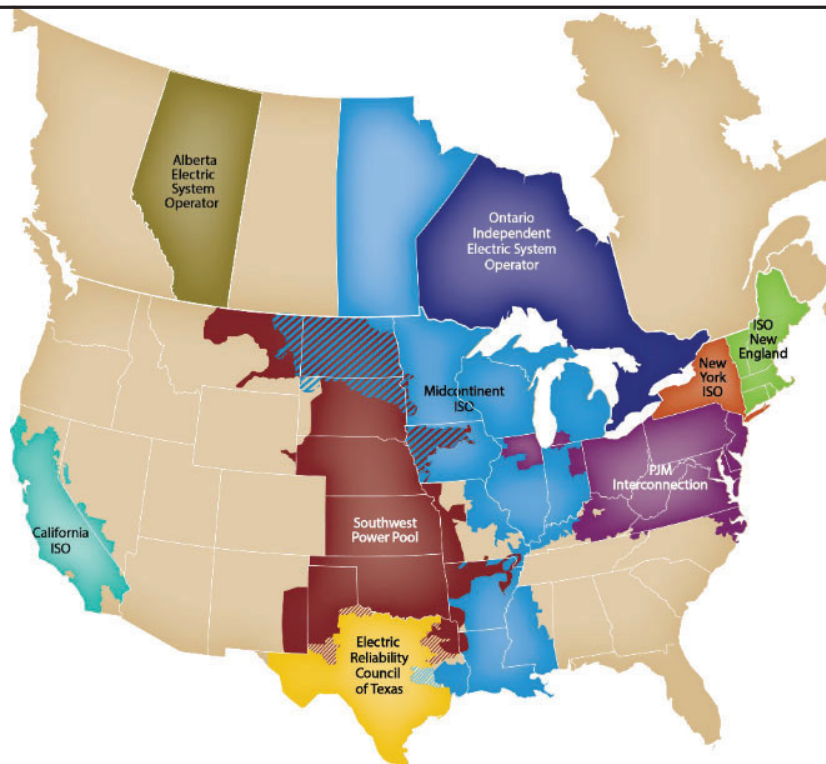 Alberta
Electric
System
Operator
Ontario
Independent
Electric System
Operator
ISO
New
England
New
York
ISO
Midcontinent
ISO
PJM
Interconnection
California
ISO
Southwest
Power Pool
Electric
Reliability
Council
of Texas